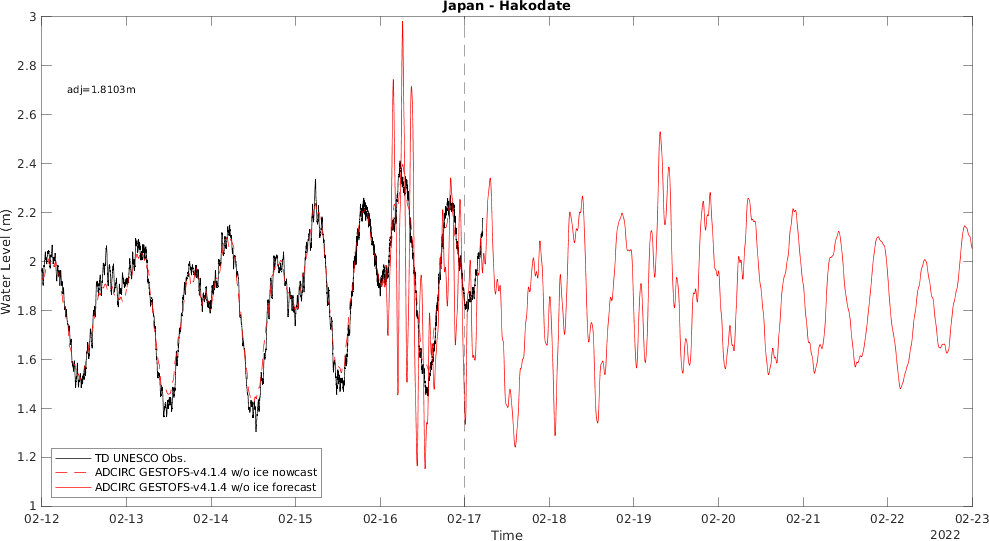 Japan - Hakodate
3
2.8
2.6
2.4
2.2
2
1.8
1.6
1.4
1.2
1
Water Level (m)
adj=1.8103m
TD UNESCO Obs.
ADCIRC GESTOFS-v4.1.4 w/o ice nowcast
ADCIRC GESTOFS-v4.1.4 w/o ice forecast
02-12 02-13 02-14 02-15 02-16 02-17 02-18 02-19 02-20 02-21 02-22 02-23
Time
2022